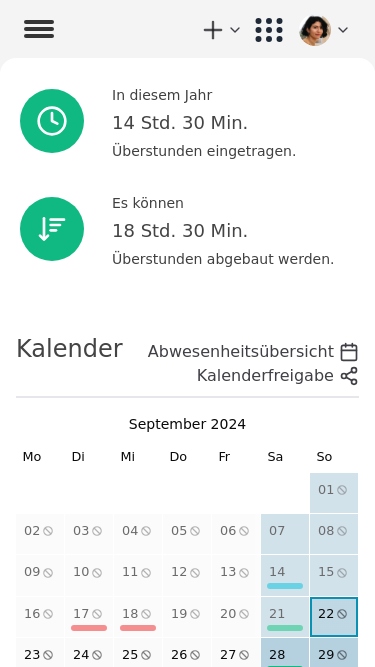 In diesem Jahr
14 Std. 30 Min.
Überstunden eingetragen.
Es können
18 Std. 30 Min.
Überstunden abgebaut werden.
Kalender
Abwesenheitsübersicht
Kalenderfreigabe
September 2024
Mo Di Mi Do Fr Sa So
01
02 03 04 05 06 07 08
09 10 11 12 13 14 15
16 17 18 19 20 21 22
23 24 25 26 27 28 29